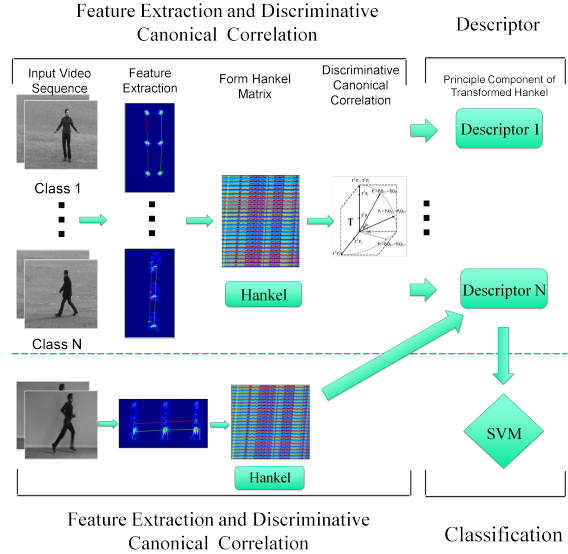 Feature Extraction and Discriminative
Canonical Correlation
Descriptor
Input Video
Sequence
Feature
Extraction
Form Hankel
Matrix
Discriminative
Canonical
Correlation
Principle Component of
Transformed Hankel
Descriptor 1
Class 1
T
Hankel
Descriptor N
Class N
SVM
Hankel
Feature Extraction and Discriminative
Canonical Correlation
Classification